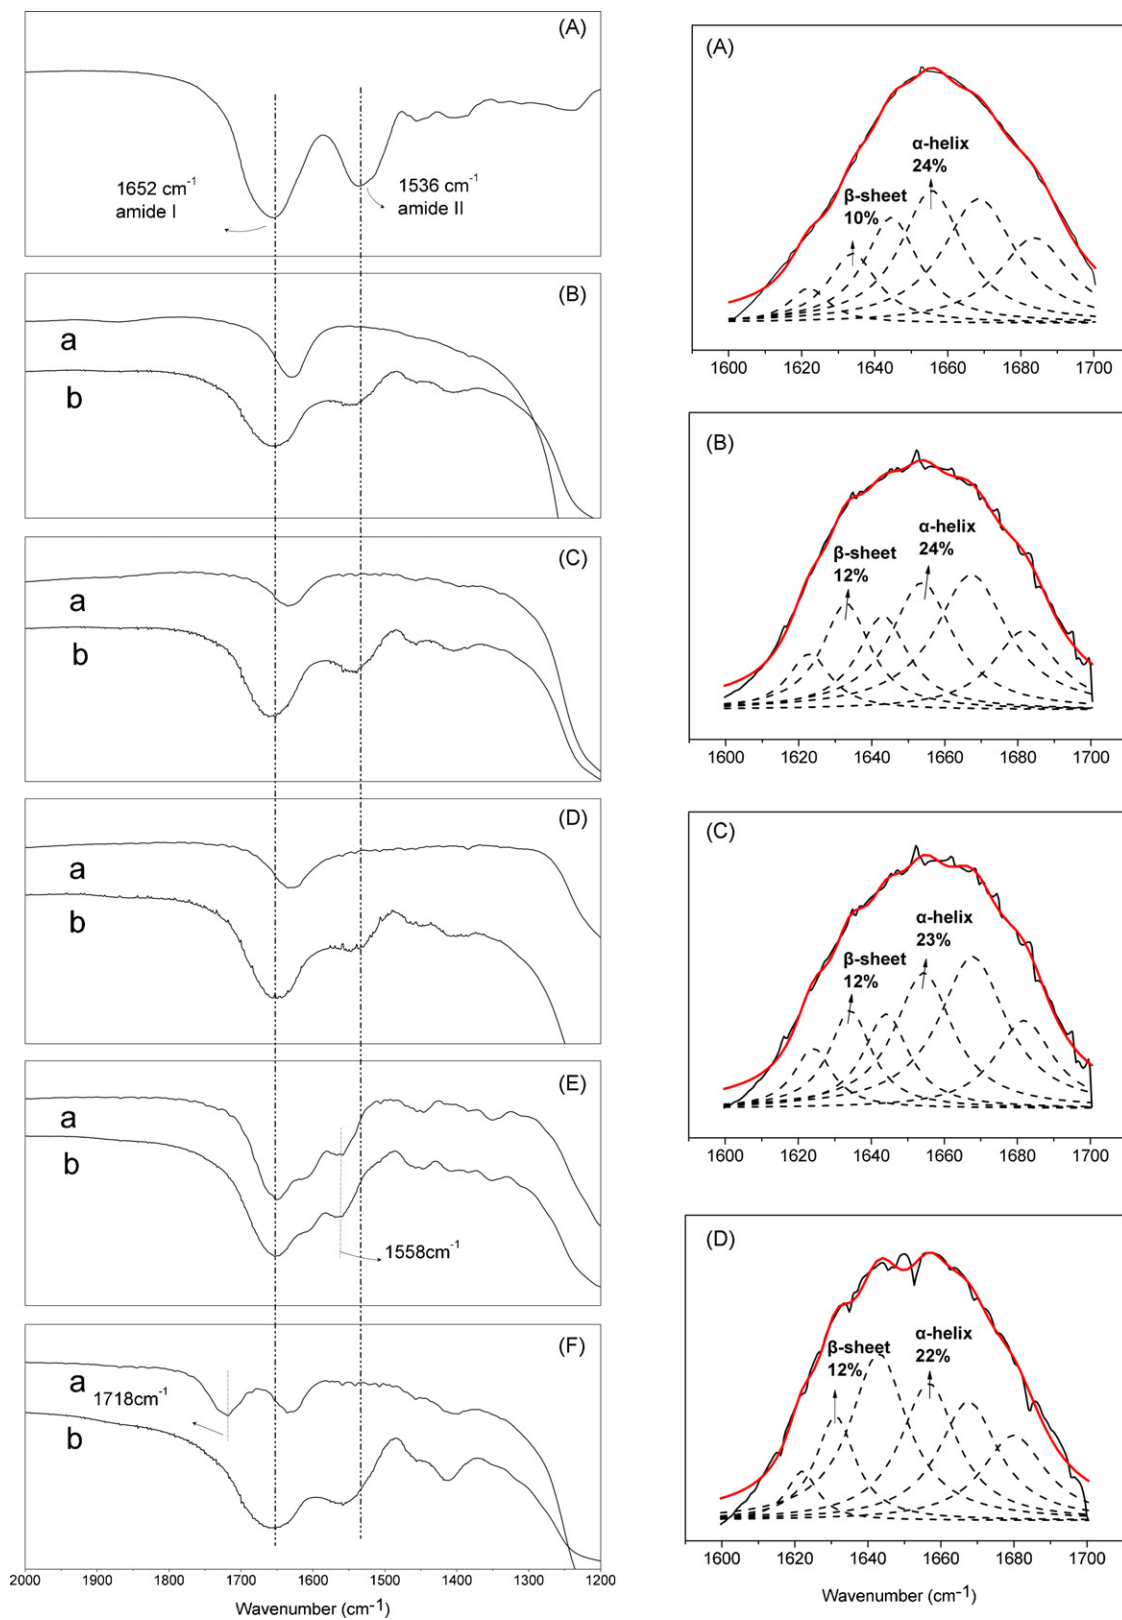 (A)
1652 cm⁻¹
amide I
1536 cm⁻¹
amide II
(B)
a
b
(C)
a
b
(D)
a
b
(E)
a
b
1558cm⁻¹
(F)
a
1718cm⁻¹
b
2000 1900 1800 1700 1600 1500 1400 1300 1200
Wavenumber (cm⁻¹)
(A)
α-helix
24%
β-sheet
10%
1600 1620 1640 1660 1680 1700
(B)
α-helix
24%
β-sheet
12%
1600 1620 1640 1660 1680 1700
(C)
α-helix
23%
β-sheet
12%
1600 1620 1640 1660 1680 1700
(D)
α-helix
22%
β-sheet
12%
1600 1620 1640 1660 1680 1700
Wavenumber (cm⁻¹)